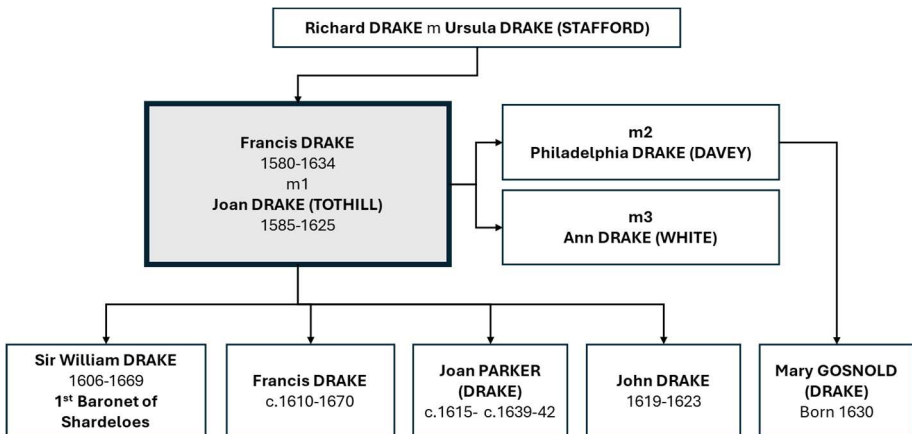 Richard DRAKE m Ursula DRAKE (STAFFORD)
Francis DRAKE
1580-1634
m1
Joan DRAKE (TOTHILL)
1585-1625
m2
Philadelphia DRAKE (DAVEY)
m3
Ann DRAKE (WHITE)
Sir William DRAKE
1606-1669
1st Baronet of
Shardeloes
Francis DRAKE
c.1610-1670
Joan PARKER
(DRAKE)
c.1615- c.1639-42
John DRAKE
1619-1623
Mary GOSNOLD
(DRAKE)
Born 1630